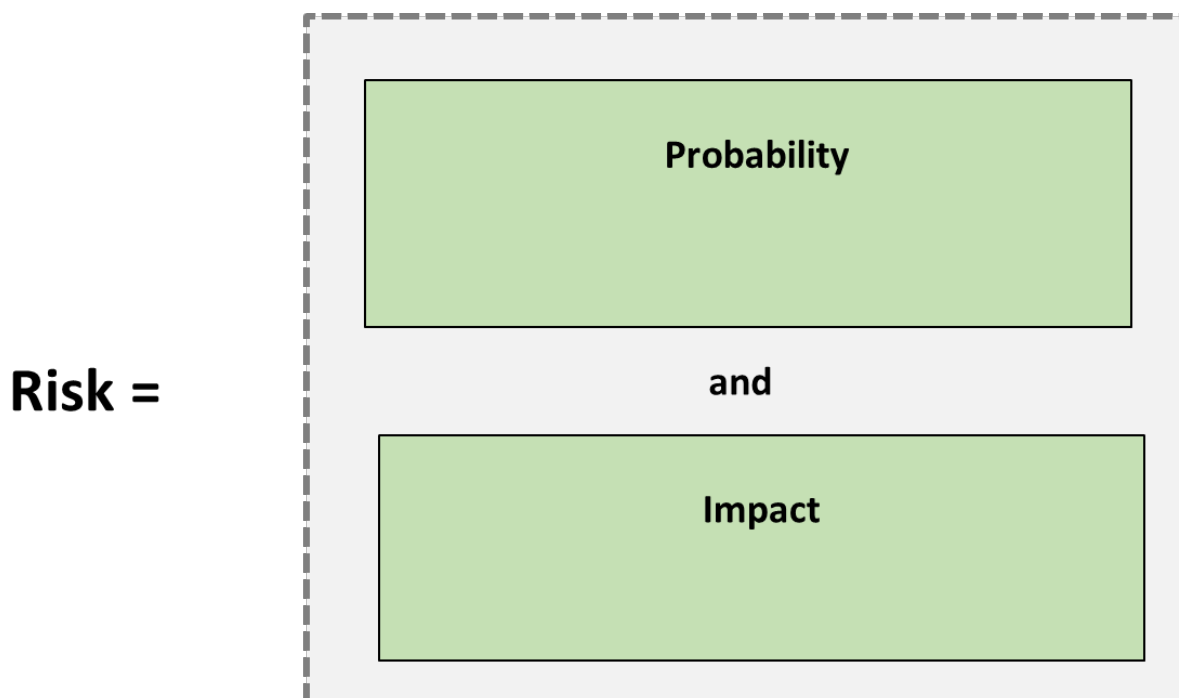 Probability
Risk =
and
Impact